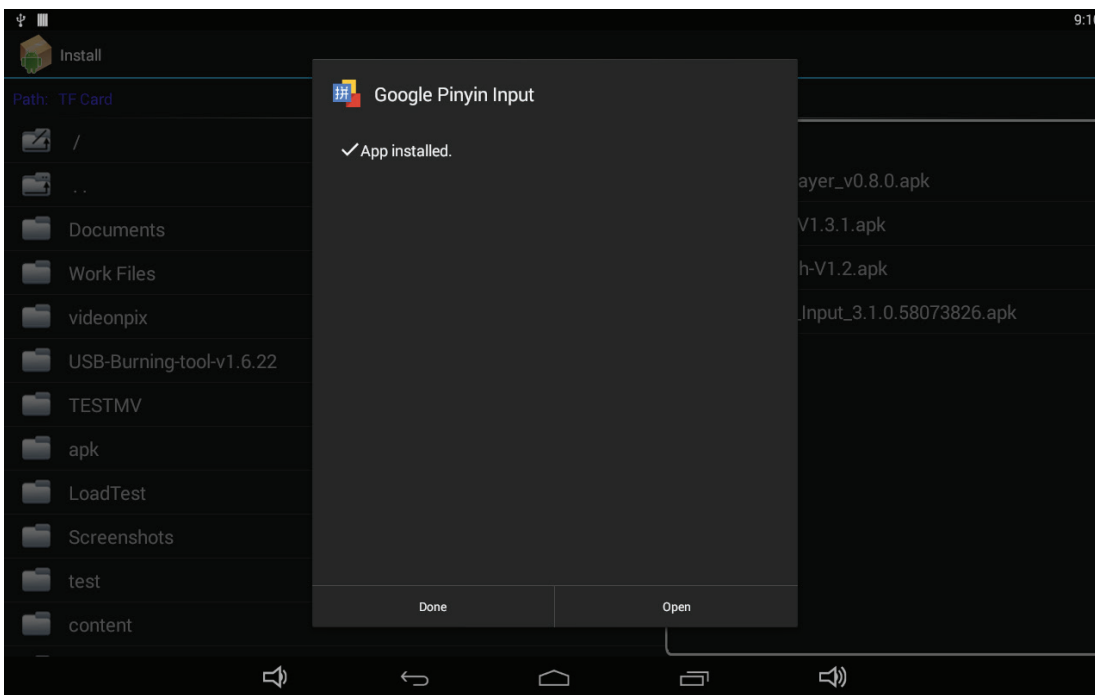 9:1
Install
Path: TF Card
/
..
Documents
Work Files
videonpix
USB-Burning-tool-v1.6.22
TESTMV
apk
LoadTest
Screenshots
test
content
拼 Google Pinyin Input
App installed.
Done
Open
ayer_v0.8.0.apk
V1.3.1.apk
h-V1.2.apk
_Input_3.1.0.58073826.apk